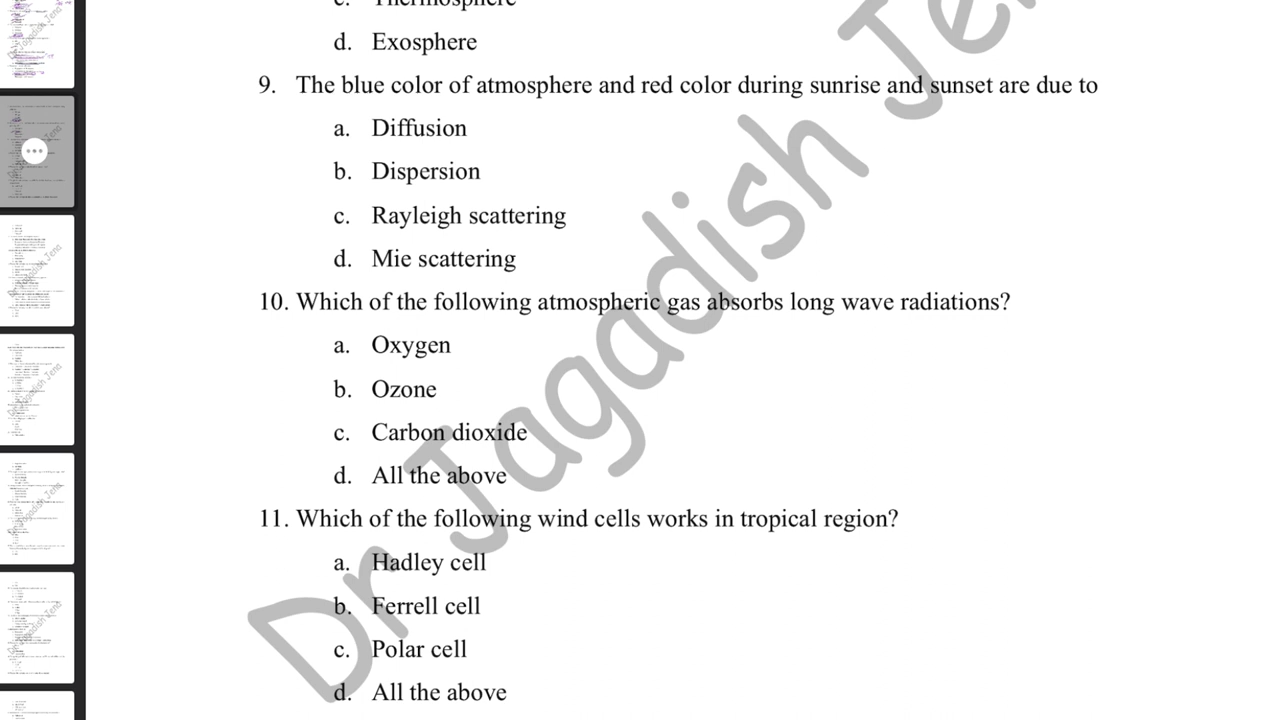 c. Thermosphere
d. Exosphere
9. The blue color of atmosphere and red color during sunrise and sunset are due to
a. Diffusion
b. Dispersion
c. Rayleigh scattering
d. Mie scattering
10. Which of the following atmospheric gas absorbs long wave radiations?
a. Oxygen
b. Ozone
c. Carbon dioxide
d. All the above
11. Which of the following wind cells works in tropical region?
a. Hadley cell
b. Ferrell cell
c. Polar cell
d. All the above
Dr Jagadish Je